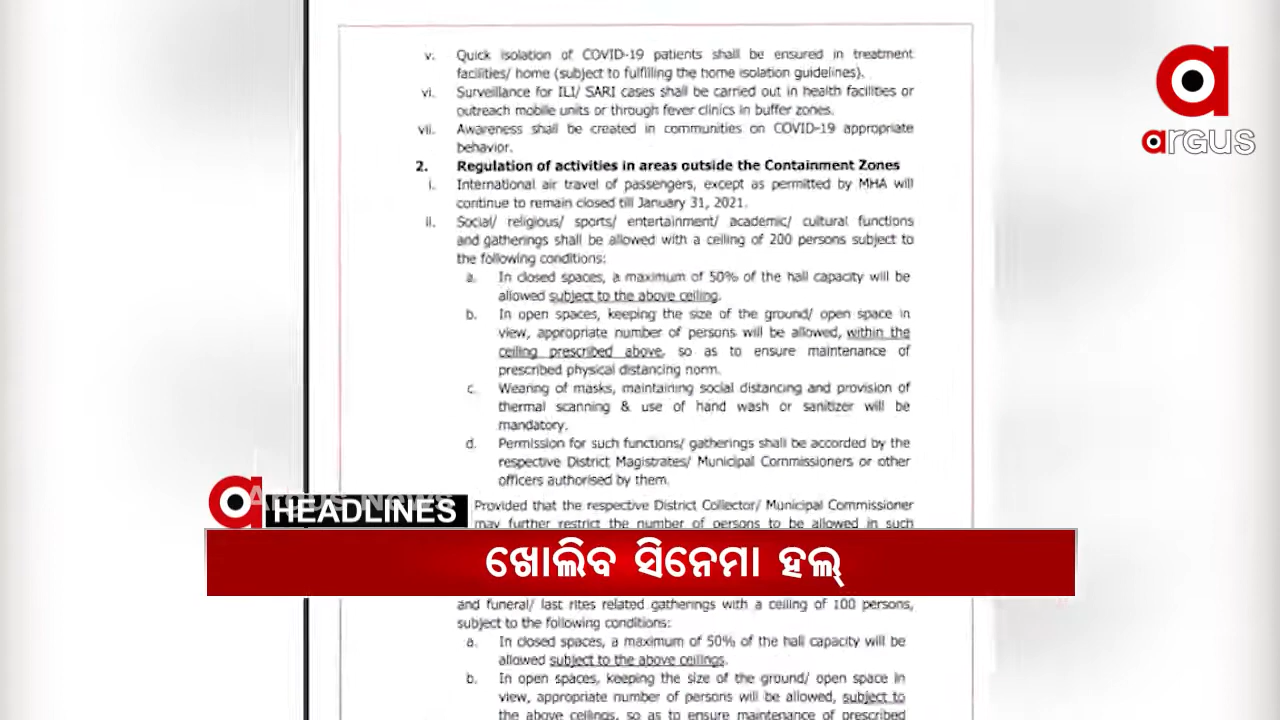 v. Quick isolation of COVID-19 patients shall be ensured in treatment
facilities/ home (subject to fulfilling the home isolation guidelines).
vi. Surveillance for ILI/ SARI cases shall be carried out in health facilities or
outreach mobile units or through fever clinics in buffer zones.
vii. Awareness shall be created in communities on COVID-19 appropriate
behavior.
2. Regulation of activities in areas outside the Containment Zones
i. International air travel of passengers, except as permitted by MHA will
continue to remain closed till January 31, 2021.
ii. Social/ religious/ sports/ entertainment/ academic/ cultural functions
and gatherings shall be allowed with a ceiling of 200 persons subject to
the following conditions:
a. In closed spaces, a maximum of 50% of the hall capacity will be
allowed subject to the above ceiling.
b. In open spaces, keeping the size of the ground/ open space in
view, appropriate number of persons will be allowed, within the
ceiling prescribed above, so as to ensure maintenance of
prescribed physical distancing norm.
c. Wearing of masks, maintaining social distancing and provision of
thermal scanning & use of hand wash or sanitizer will be
mandatory.
d. Permission for such functions/ gatherings shall be accorded by the
respective District Magistrates/ Municipal Commissioners or other
officers authorised by them.
Provided that the respective District Collector/ Municipal Commissioner
may further restrict the number of persons to be allowed in such
and funeral/ last rites related gatherings with a ceiling of 100 persons,
subject to the following conditions:
a. In closed spaces, a maximum of 50% of the hall capacity will be
allowed subject to the above ceilings.
b. In open spaces, keeping the size of the ground/ open space in
view, appropriate number of persons will be allowed, subject to
the above ceilings, so as to ensure maintenance of prescribed
argus
ARGUS NEWS
HEADLINES
ଖୋଲିବ ସିନେମା ହଲ୍